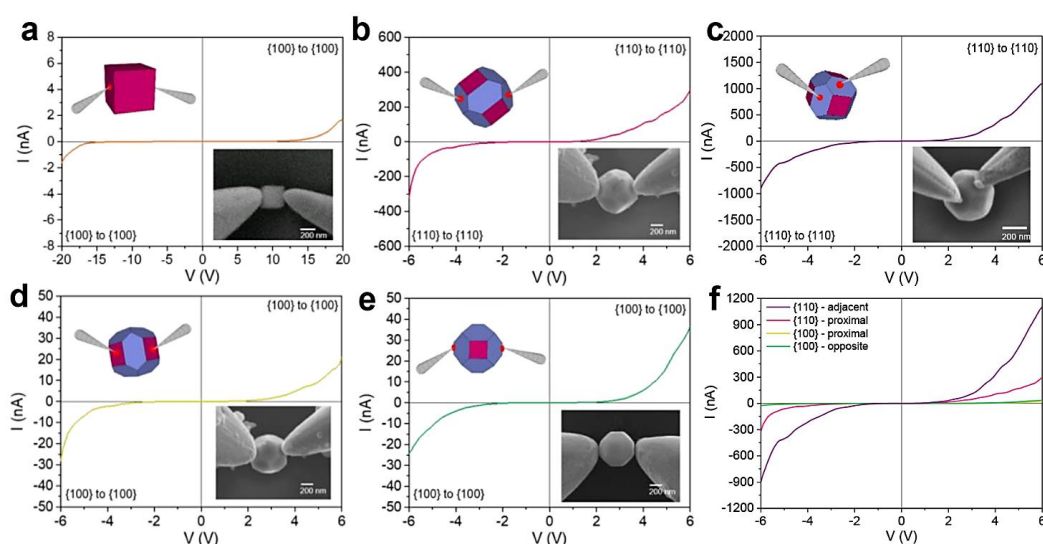 a
{100} to {100}
I (nA)
8
6
4
2
0
-2
-4
-6
-8
{100} to {100}
200 nm
-20 -15 -10 -5 0 5 10 15 20
V (V)
b
{110} to {110}
I (nA)
600
400
200
0
-200
-400
600
{110} to {110}
200 nm
-6 -4 -2 0 2 4 6
V (V)
c
{110} to {110}
I (nA)
2000
1500
1000
500
0
-500
-1000
-1500
2000
{110} to {110}
200 nm
-6 -4 -2 0 2 4 6
V (V)
d
{100} to {100}
I (nA)
50
40
30
20
10
0
-10
-20
-30
-40
-50
{100} to {100}
200 nm
-6 -4 -2 0 2 4 6
V (V)
e
{100} to {100}
I (nA)
50
40
30
20
10
0
-10
-20
-30
-40
-50
{100} to {100}
200 nm
-6 -4 -2 0 2 4 6
V (V)
f
{110} - adjacent
{110} - proximal
{100} - proximal
{100} - opposite
I (nA)
1200
900
600
300
0
-300
-600
-900
-1200
-6 -4 -2 0 2 4 6
V (V)